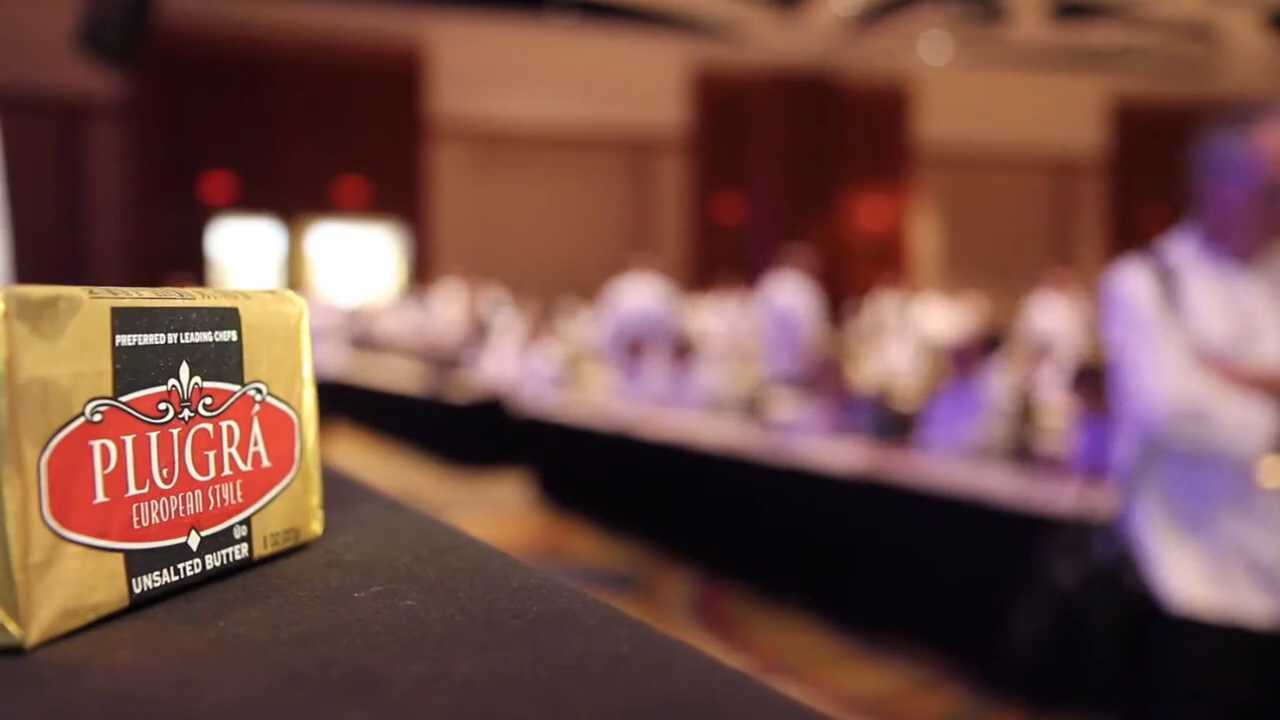 PREFERRED BY LEADING CHEFS
PLUGRÁ
EUROPEAN STYLE
UNSALTED BUTTER